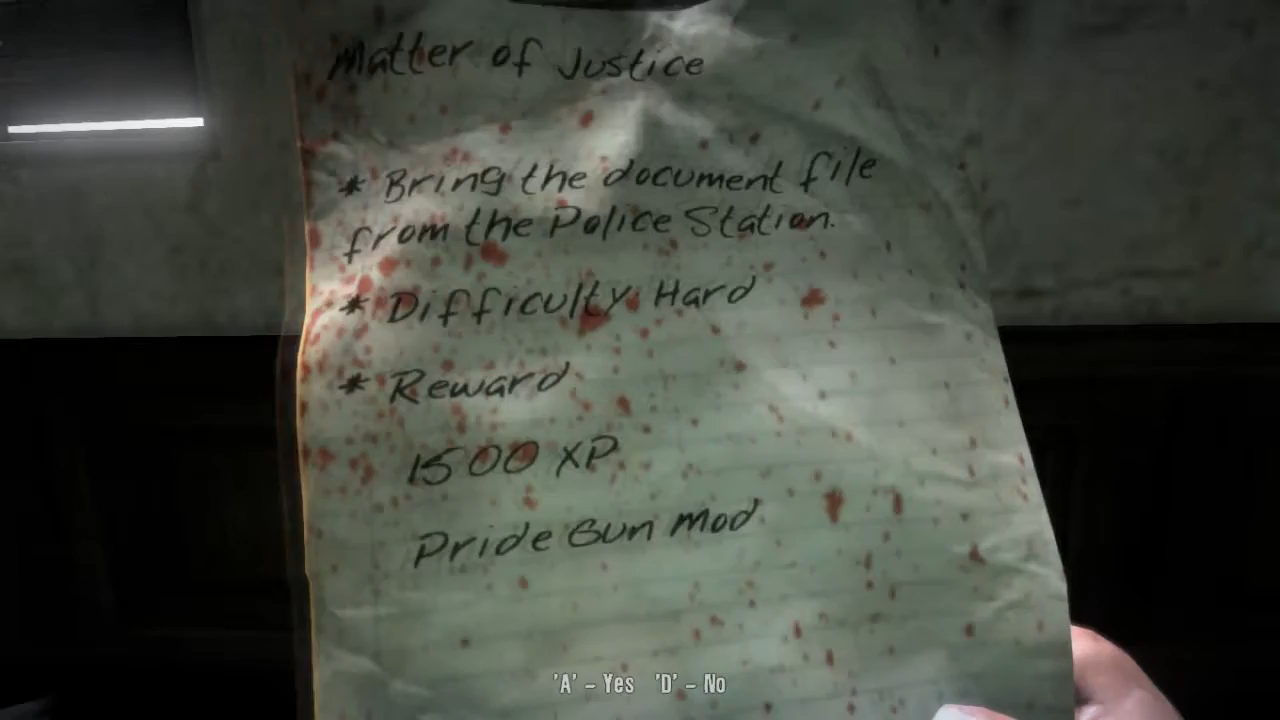 Matter of Justice
* Bring the document file
from the Police Station.
* Difficulty Hard
* Reward
1500 XP
Pride Gun Mod
'A' - Yes 'D' - No